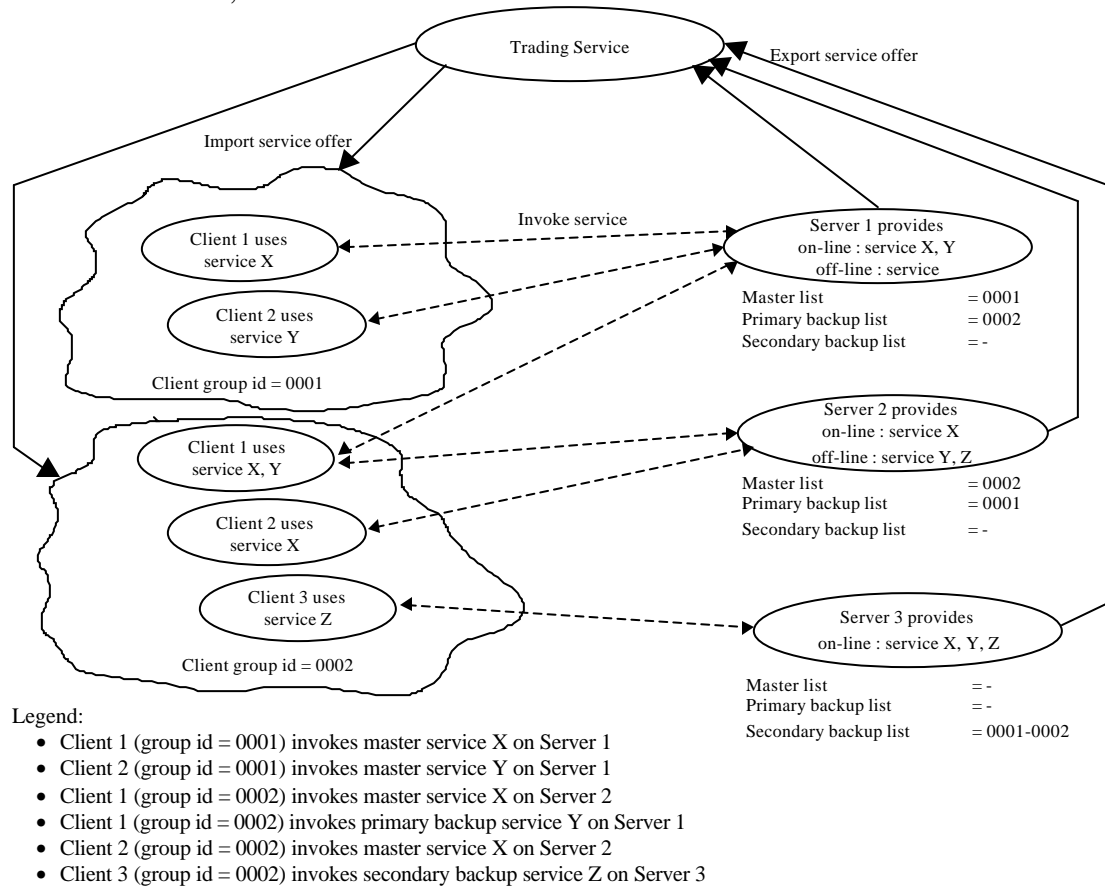 Trading Service
Export service offer
Import service offer
Client 1 uses
service X
Invoke service
Server 1 provides
on-line : service X, Y
off-line : service
Client 2 uses
service Y
Master list = 0001
Primary backup list = 0002
Secondary backup list = -
Client group id = 0001
Client 1 uses
service X, Y
Server 2 provides
on-line : service X
off-line : service Y, Z
Master list = 0002
Primary backup list = 0001
Secondary backup list = -
Client 2 uses
service X
Client 3 uses
service Z
Server 3 provides
on-line : service X, Y, Z
Client group id = 0002
Master list = -
Primary backup list = -
Secondary backup list = 0001-0002
Legend:
• Client 1 (group id = 0001) invokes master service X on Server 1
• Client 2 (group id = 0001) invokes master service Y on Server 1
• Client 1 (group id = 0002) invokes master service X on Server 2
• Client 1 (group id = 0002) invokes primary backup service Y on Server 1
• Client 2 (group id = 0002) invokes master service X on Server 2
• Client 3 (group id = 0002) invokes secondary backup service Z on Server 3